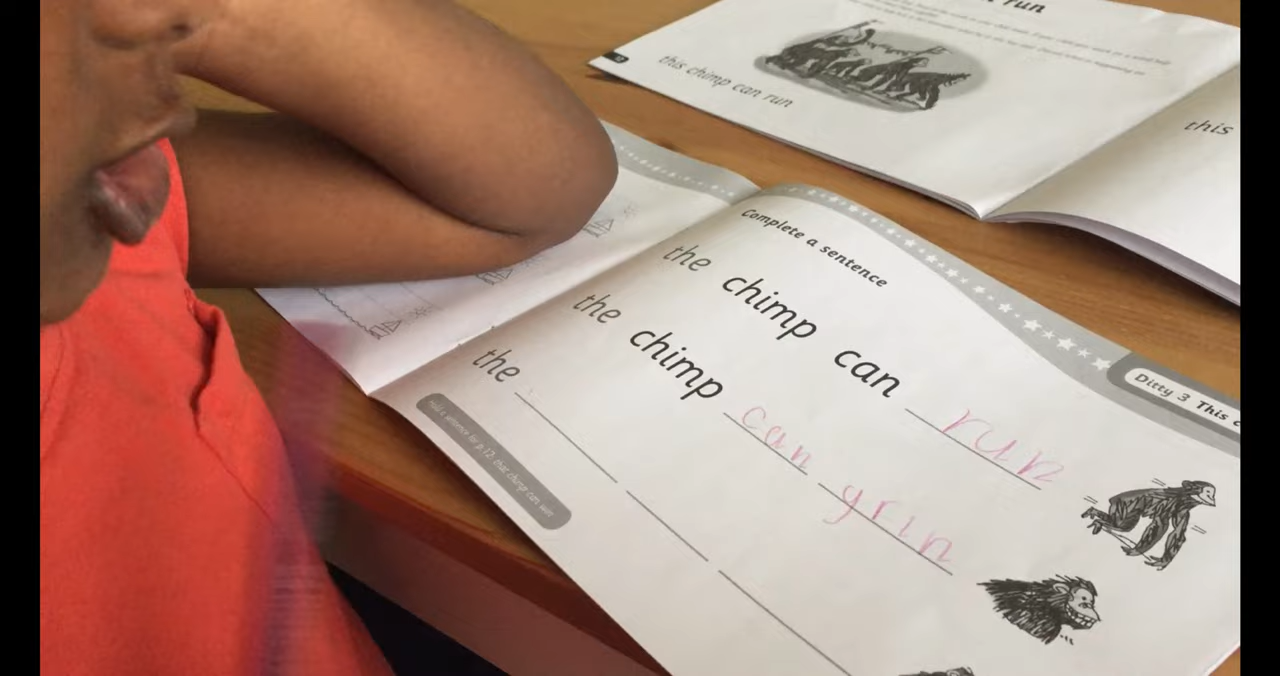 run
this chimp can run
this
Complete a sentence
the chimp can run
the chimp can grin
the
Ditty 3 This c